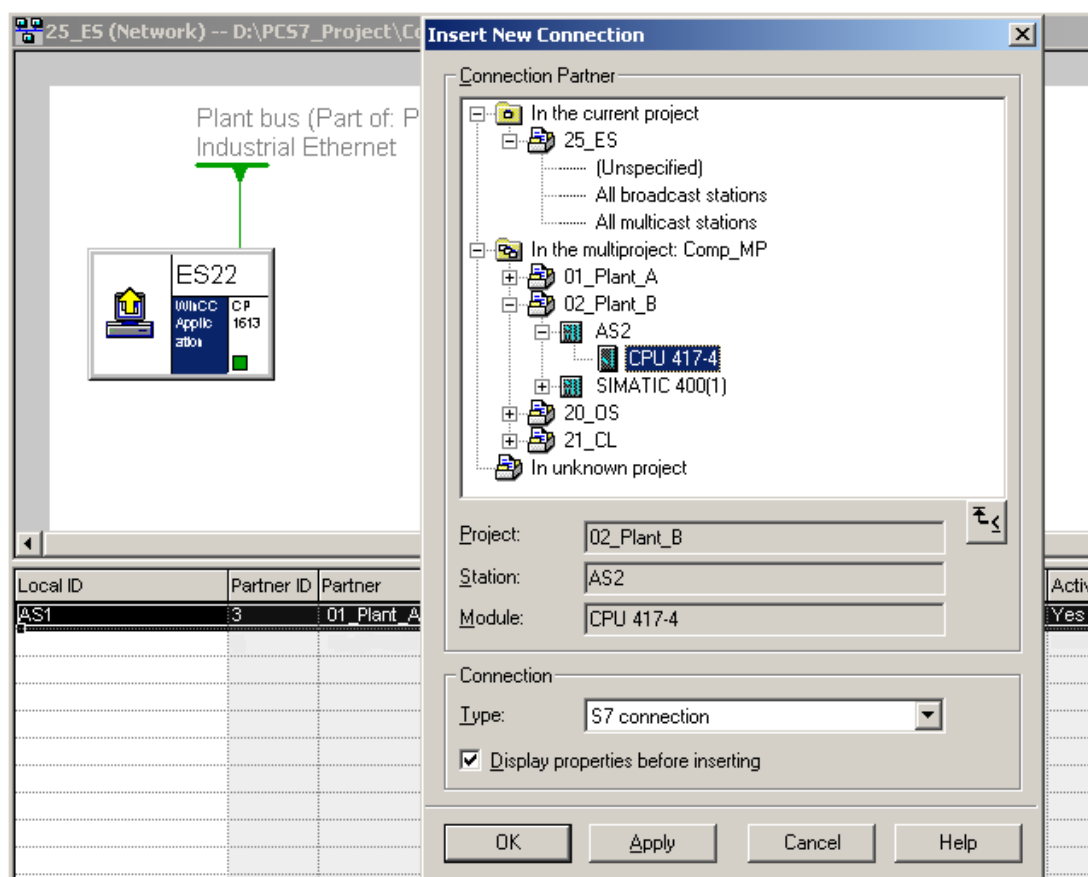 25_ES (Network) -- D:\PCS7_Project\Co
Plant bus (Part of: P
Industrial Ethernet
ES22
WinCC
Applic
ation
CP
1613
Insert New Connection
Connection Partner
In the current project
25_ES
(Unspecified)
All broadcast stations
All multicast stations
In the multiproject: Comp_MP
01_Plant_A
02_Plant_B
AS2
CPU 417-4
SIMATIC 400(1)
20_OS
21_CL
In unknown project
Project: 02_Plant_B
Station: AS2
Module: CPU 417-4
Connection
Type: S7 connection
Display properties before inserting
OK Apply Cancel Help
Local ID Partner ID Partner Activ
AS1 3 01_Plant_A Yes